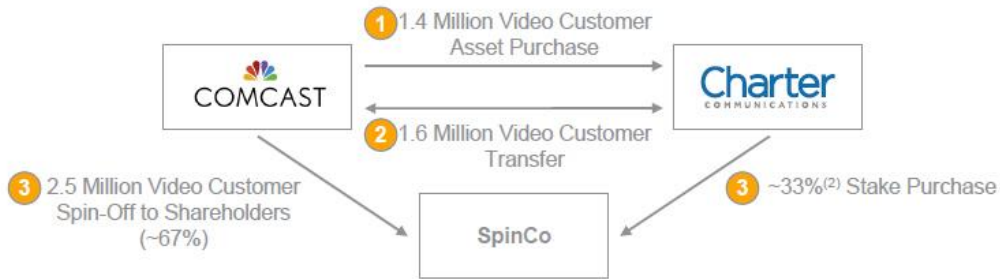 1 1.4 Million Video Customer
Asset Purchase
COMCAST
Charter
COMMUNICATIONS
2 1.6 Million Video Customer
Transfer
3 2.5 Million Video Customer
Spin-Off to Shareholders
(~67%)
3 ~33%(2) Stake Purchase
SpinCo